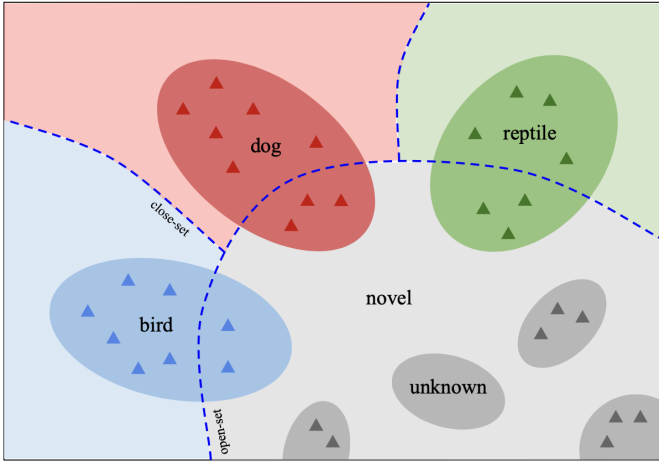 dog
reptile
close-set
novel
bird
unknown
open-set